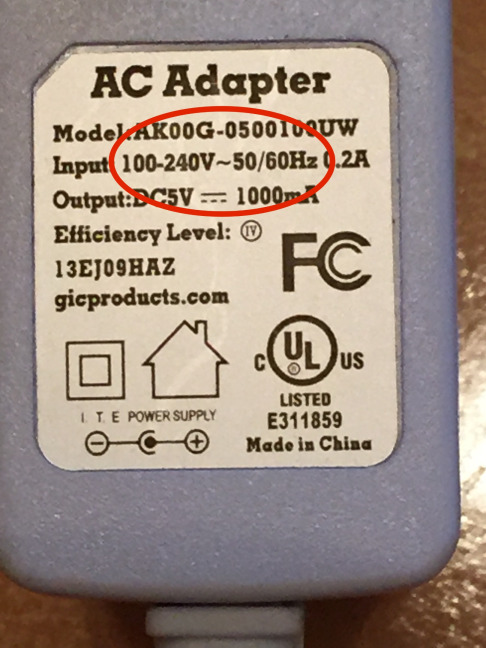 AC Adapter
Model:AK00G-0500100UW
Input: 100-240V~50/60Hz 0.2A
Output:DC5V ⎓ 1000mA
Efficiency Level: IV
13EJ09HAZ
gicproducts.com
FC
C UL® US
LISTED
I. T. E POWER SUPPLY
E311859
Made in China